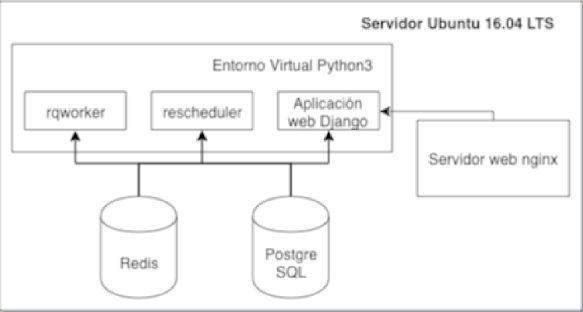 Servidor Ubuntu 16.04 LTS
Entorno Virtual Python3
rqworker
rescheduler
Aplicación
web Django
Servidor web nginx
Redis
Postgre
SQL